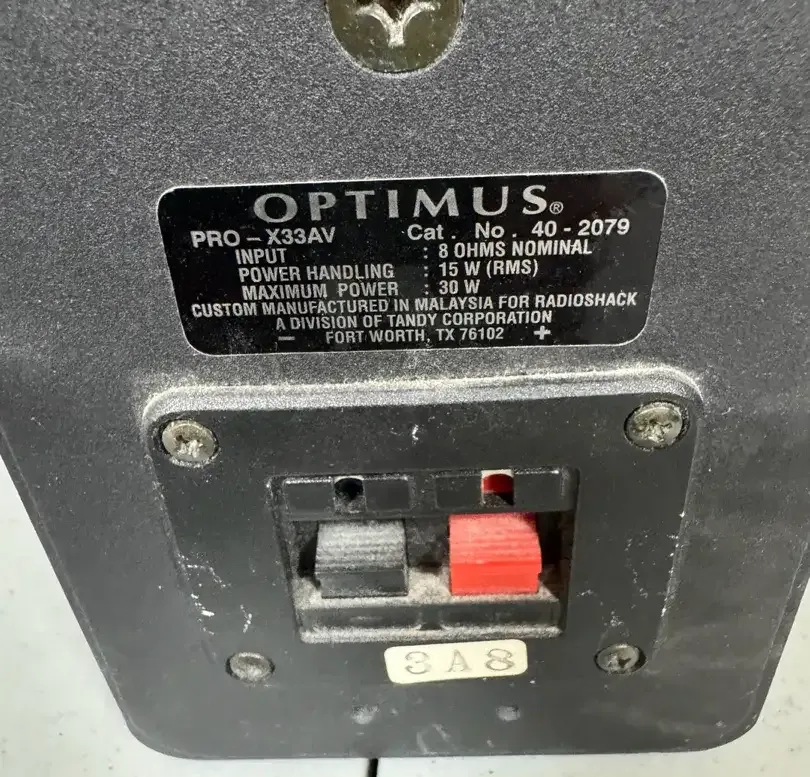 OPTIMUS®
PRO - X33AV Cat. No. 40 - 2079
INPUT : 8 OHMS NOMINAL
POWER HANDLING : 15 W (RMS)
MAXIMUM POWER : 30 W
CUSTOM MANUFACTURED IN MALAYSIA FOR RADIOSHACK
A DIVISION OF TANDY CORPORATION
− FORT WORTH, TX 76102 +
3A8